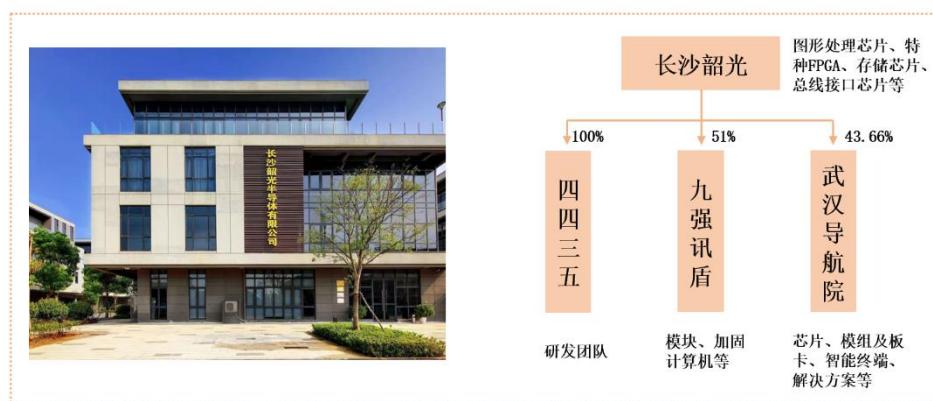 长沙韶光半导体有限公司
长沙韶光
图形处理芯片、特
种FPGA、存储芯片、
总线接口芯片等
100%
51%
43.66%
四四三五
九强讯盾
武汉导航院
研发团队
模块、加固
计算机等
芯片、模组及板
卡、智能终端、
解决方案等